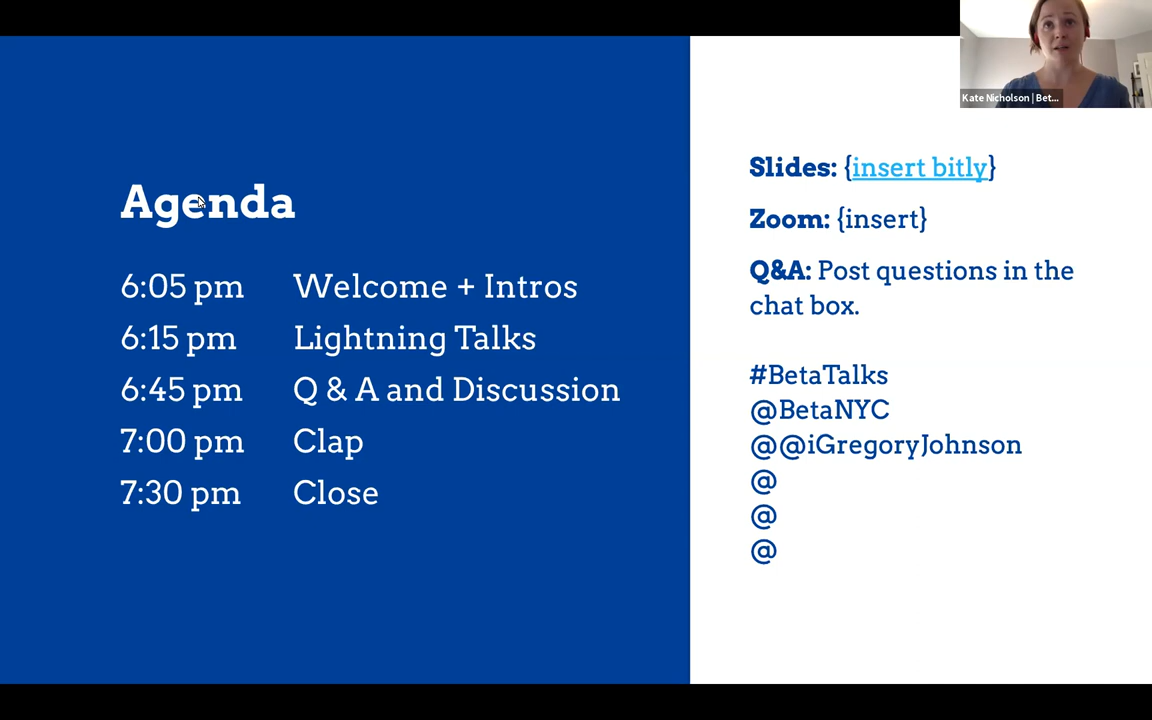 Kate Nicholson | Bet...
Agenda
6:05 pm Welcome + Intros
6:15 pm Lightning Talks
6:45 pm Q & A and Discussion
7:00 pm Clap
7:30 pm Close
Slides: {insert bitly}
Zoom: {insert}
Q&A: Post questions in the
chat box.
#BetaTalks
@BetaNYC
@@iGregoryJohnson
@
@
@